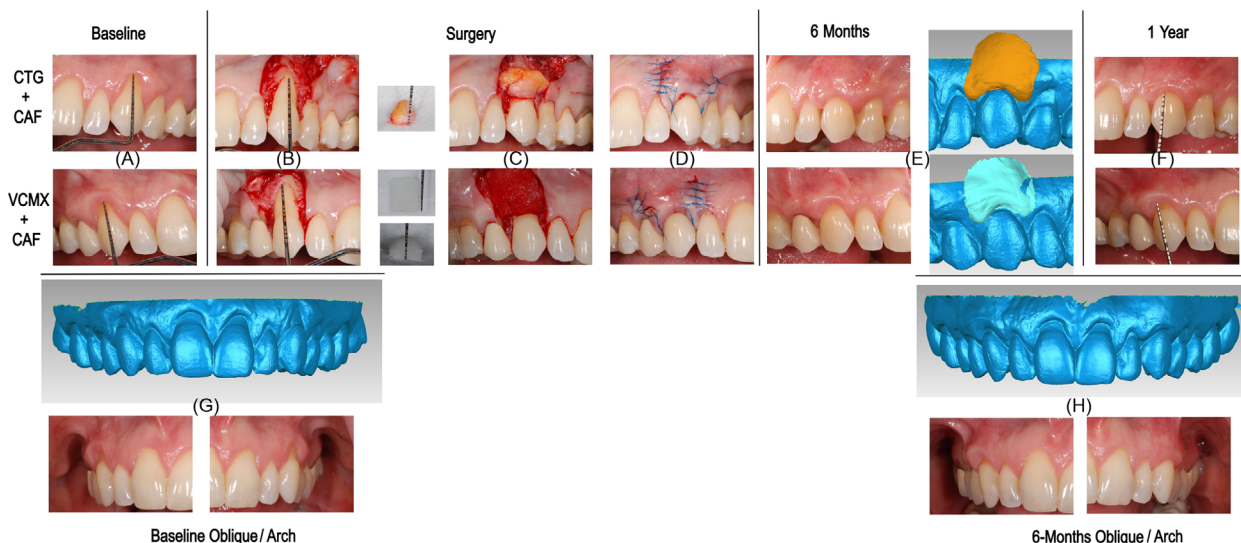 Baseline
Surgery
6 Months
1 Year
CTG
+
CAF
(A)
(B)
(C)
(D)
(E)
(F)
VCMX
+
CAF
(G)
(H)
Baseline Oblique / Arch
6-Months Oblique / Arch